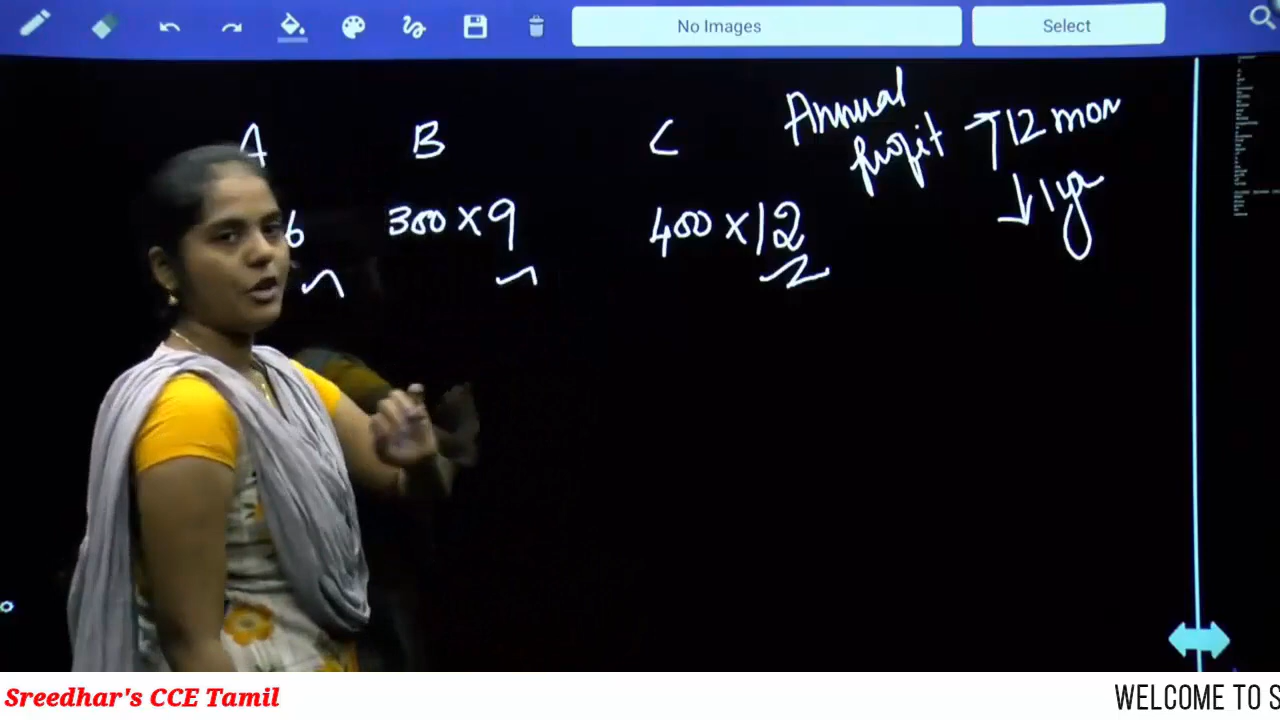 No Images
Select
A B C
Annual
profit
12 mon
1 yr
6 300 × 9 400 × 12
Sreedhar's CCE Tamil
WELCOME TO S